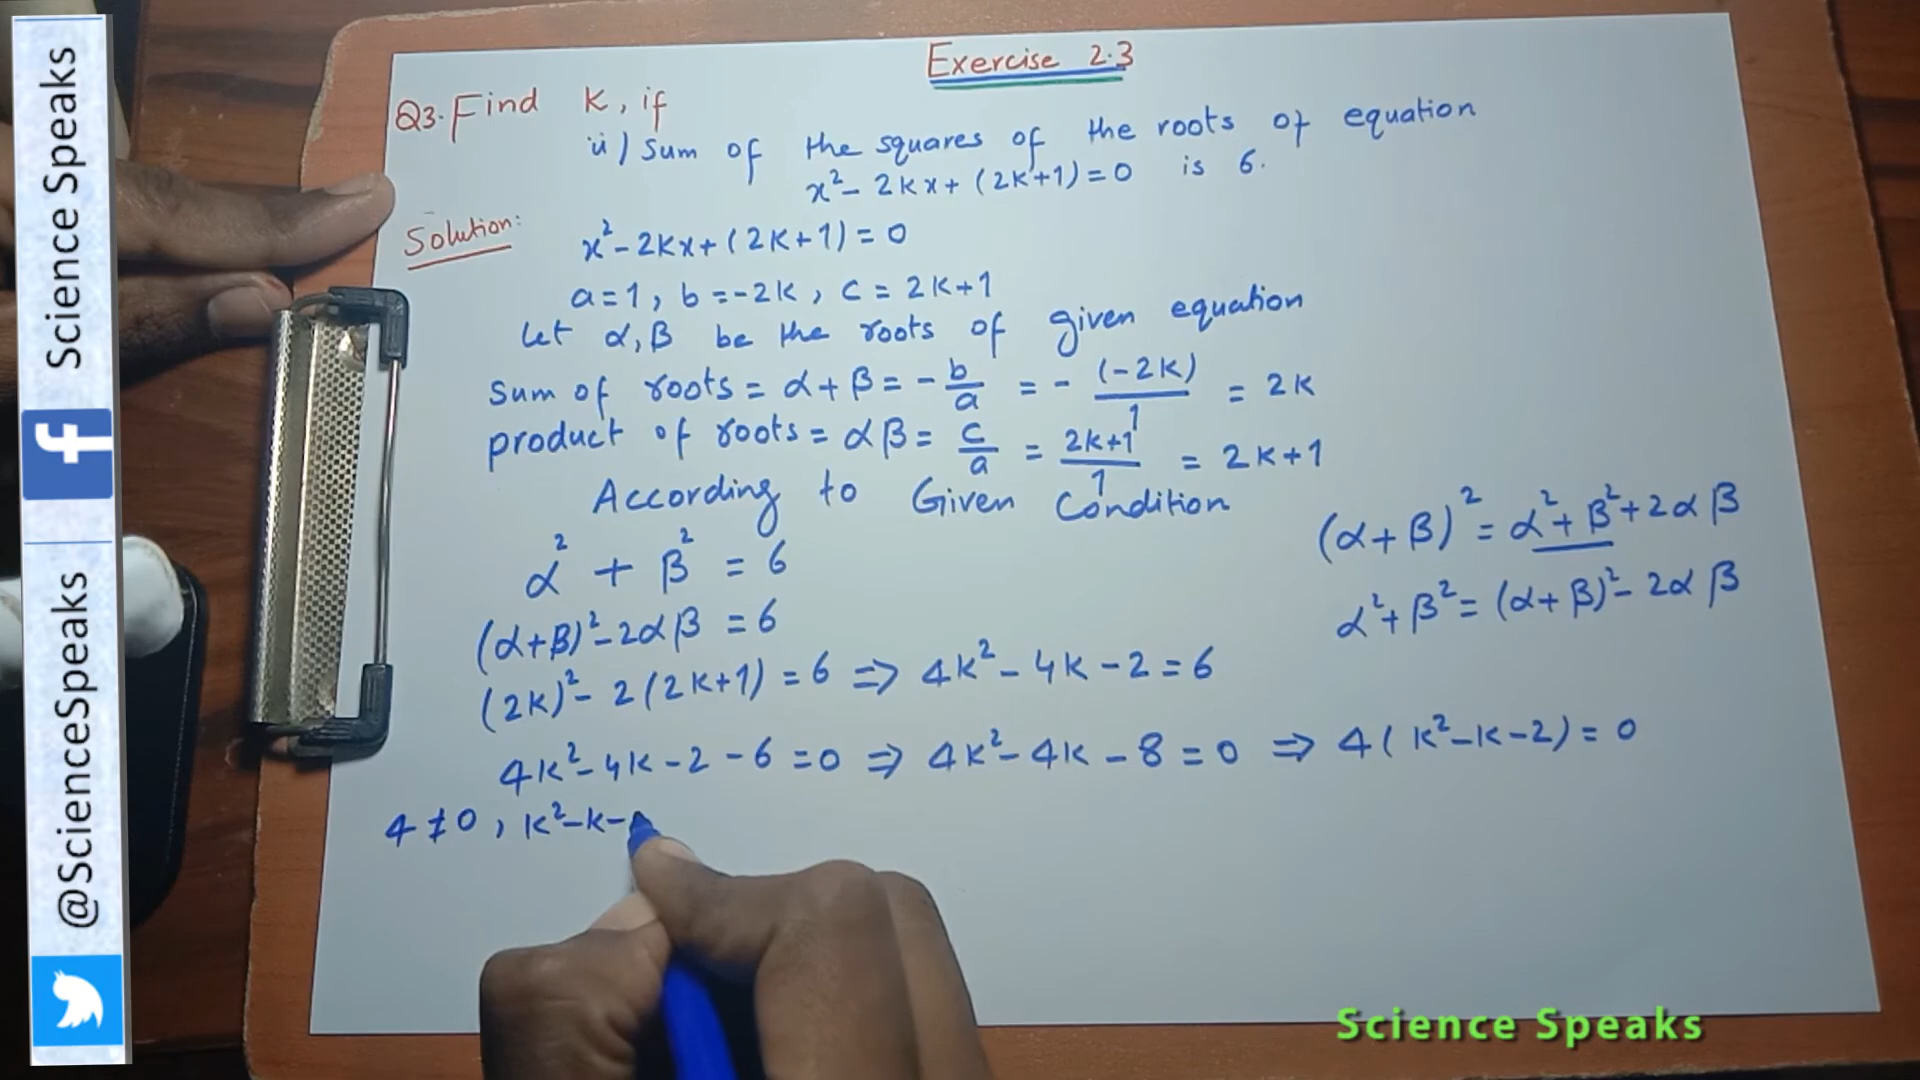 Exercise 2.3
Q3. Find K, if
ii) Sum of the squares of the roots of equation
x² - 2Kx + (2K+1) = 0 is 6.
Solution:
x² - 2Kx + (2K+1) = 0
a = 1, b = -2K, c = 2K+1
Let α, β be the roots of given equation
Sum of roots = α + β = - b/a = - (-2K)/1 = 2K
product of roots = αβ = c/a = 2K+1/1 = 2K+1
According to Given Condition
α² + β² = 6
(α+β)² - 2αβ = 6
(2K)² - 2(2K+1) = 6 => 4K² - 4K - 2 = 6
4K² - 4K - 2 - 6 = 0 => 4K² - 4K - 8 = 0 => 4(K² - K - 2) = 0
4 ≠ 0, K² - K -
(α+β)² = α² + β² + 2αβ
α² + β² = (α+β)² - 2αβ
Science Speaks
@ScienceSpeaks
Science Speaks